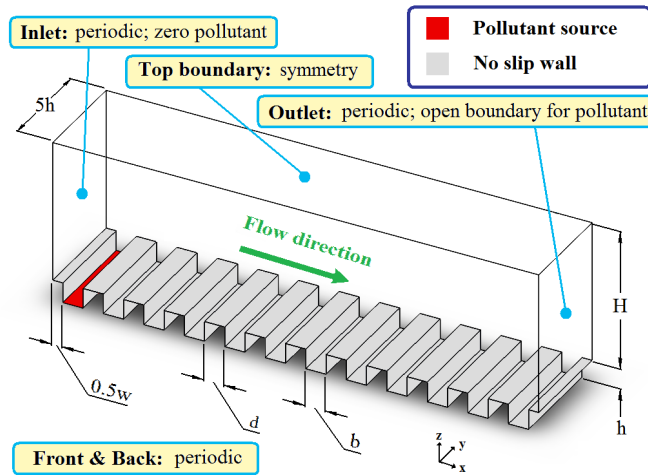 Inlet: periodic; zero pollutant
Pollutant source
No slip wall
Top boundary: symmetry
5h
Outlet: periodic; open boundary for pollutant
Flow direction
H
0.5w
h
d
b
z
y
x
Front & Back: periodic